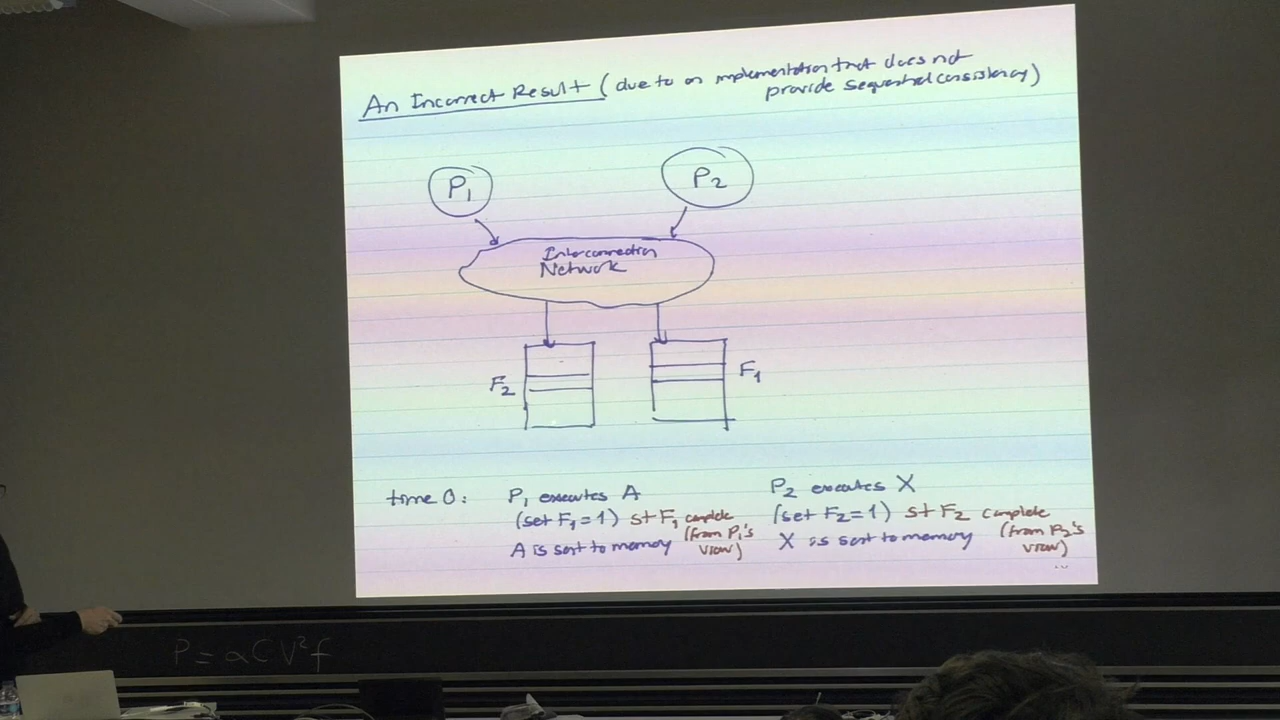 An Incorrect Result (due to an implementation that does not
provide sequential consistency)
P1
P2
Interconnection
Network
F2
F1
time 0: P1 executes A
(set F1=1) st F1 complete
(from P1's
A is sent to memory view)
P2 executes X
(set F2=1) st F2 complete
(from P2's
X is sent to memory view)
P=αCV²f